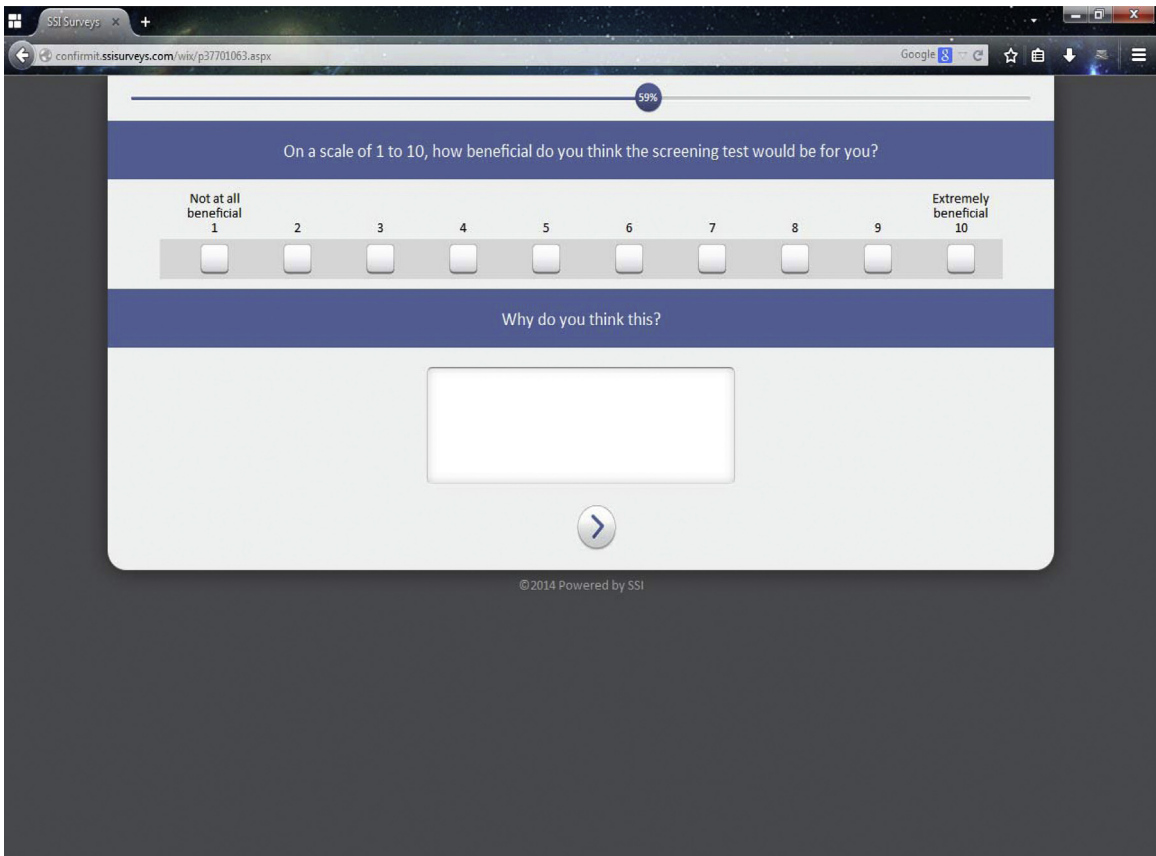 SSI Surveys × +
confirmit.ssisurveys.com/wix/p37701063.aspx Google 8
59%
On a scale of 1 to 10, how beneficial do you think the screening test would be for you?
Not at all Extremely
beneficial beneficial
1 2 3 4 5 6 7 8 9 10
Why do you think this?
©2014 Powered by SSI